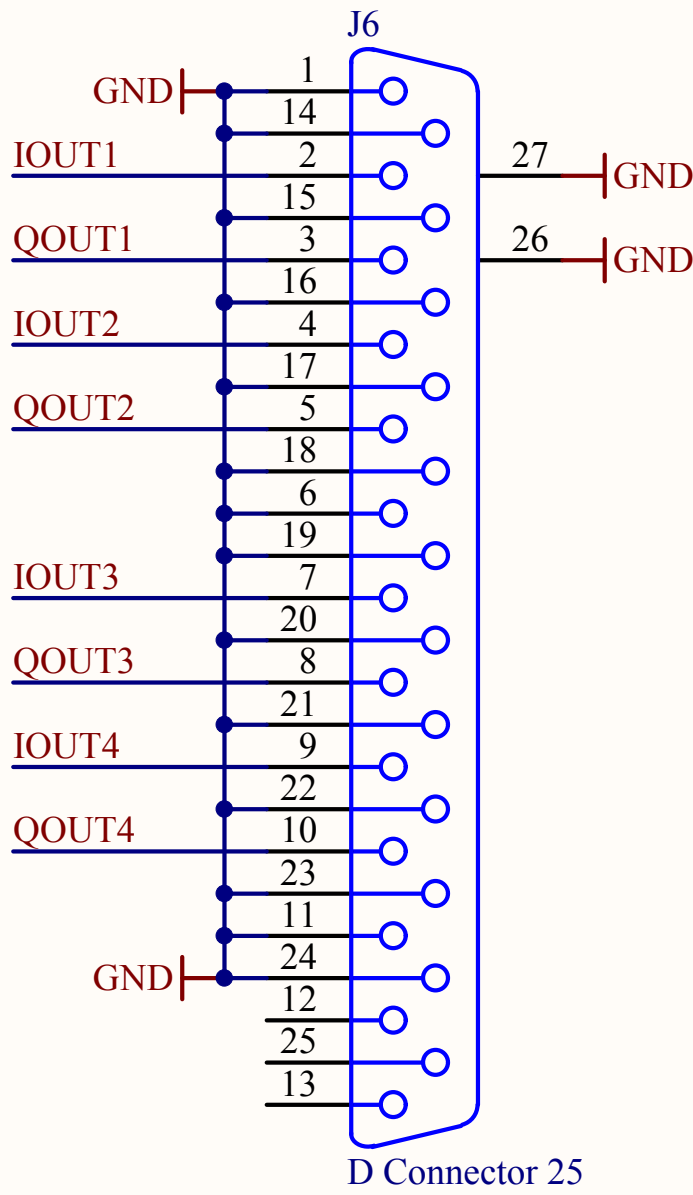 J6
GND 1
14
IOUT1 2 27 GND
15
QOUT1 3 26 GND
16
IOUT2 4
17
QOUT2 5
18
6
19
IOUT3 7
20
QOUT3 8
21
IOUT4 9
22
QOUT4 10
23
11
GND 24
12
25
13
D Connector 25